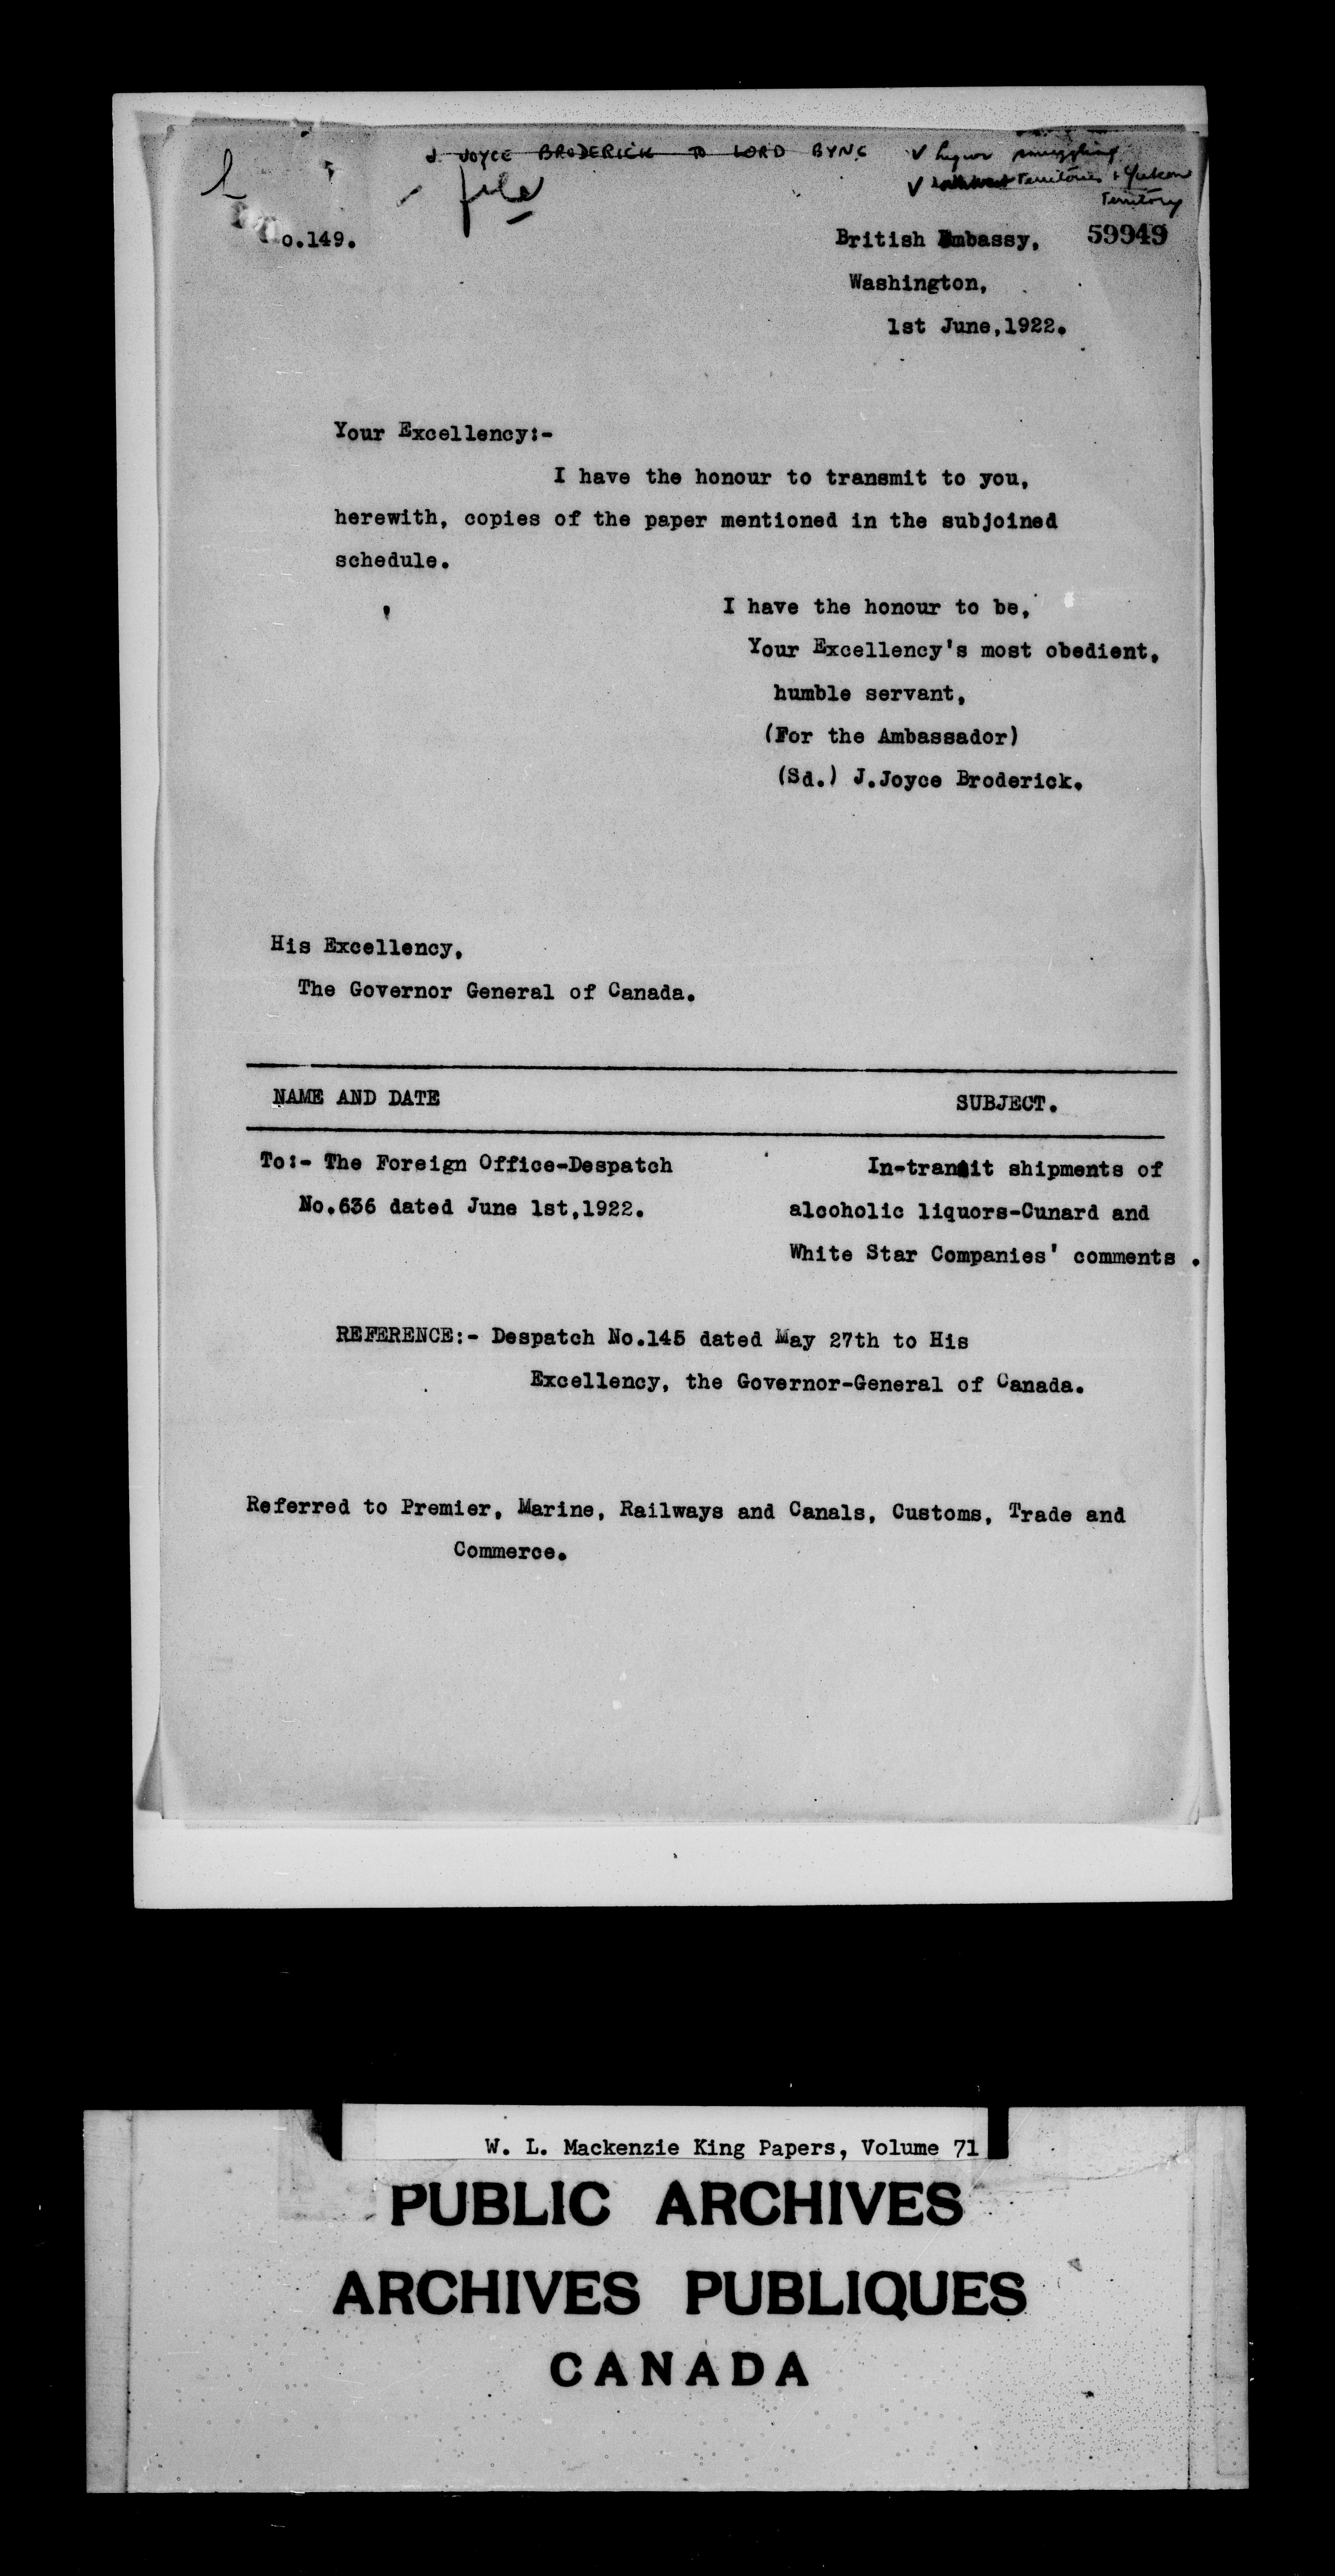 J. JOYCE BRODERICK TO LORD BYNG
✓ liquor smuggling
✓ Territories + Yukon
Territory
file
o.149.
British Embassy,
59949
Washington,
1st June,1922.
Your Excellency:-
I have the honour to transmit to you,
herewith, copies of the paper mentioned in the subjoined
schedule.
I have the honour to be,
Your Excellency's most obedient,
humble servant,
(For the Ambassador)
(Sd.) J.Joyce Broderick.
His Excellency,
The Governor General of Canada.
NAME AND DATE
SUBJECT.
To:- The Foreign Office-Despatch
No.636 dated June 1st,1922.
In-transit shipments of
alcoholic liquors-Cunard and
White Star Companies' comments .
REFERENCE:- Despatch No.145 dated May 27th to His
Excellency, the Governor-General of Canada.
Referred to Premier, Marine, Railways and Canals, Customs, Trade and
Commerce.
W. L. Mackenzie King Papers, Volume 71
PUBLIC ARCHIVES
ARCHIVES PUBLIQUES
CANADA